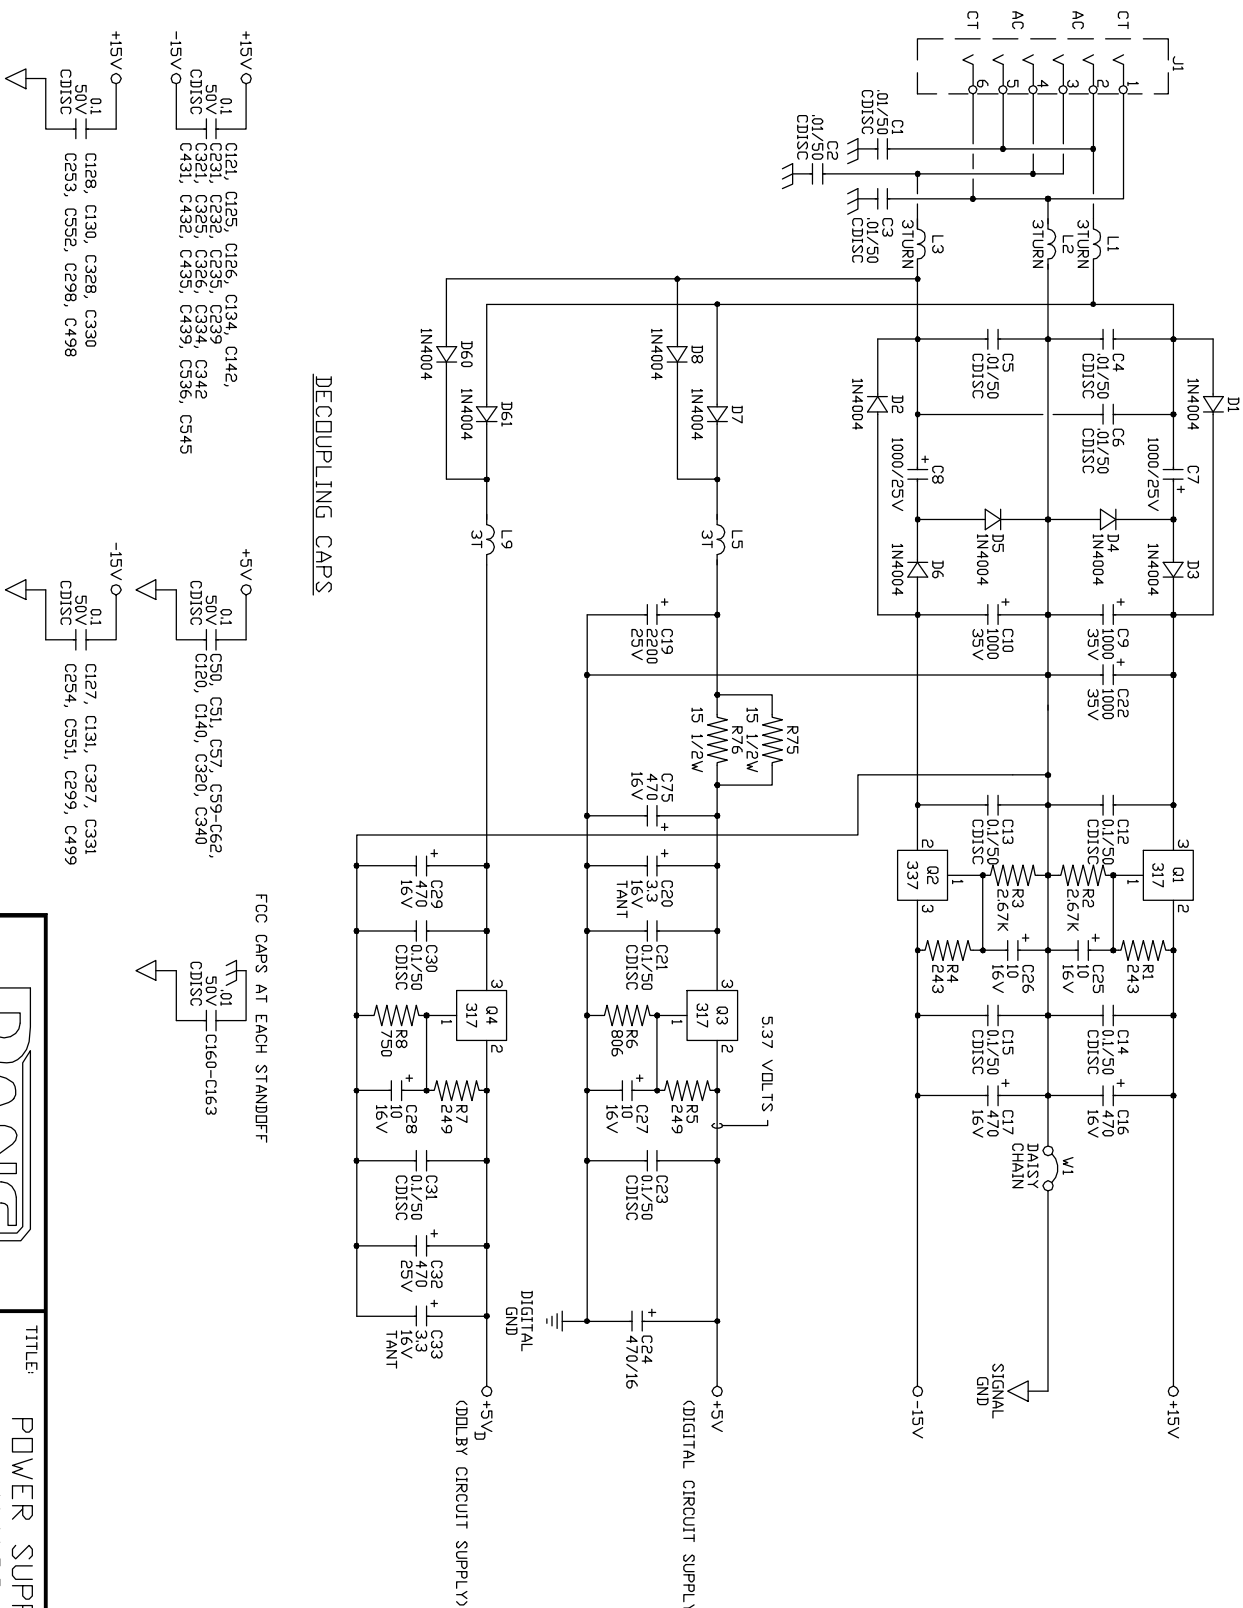 J1
CT
AC
AC
CT
1
2
3
4
5
6
C1
.01/50
CDISC
C2
.01/50
CDISC
C3
.01/50
CDISC
L1
3TURN
L2
3TURN
L3
3TURN
D1
1N4004
C4
.01/50
CDISC
C5
.01/50
CDISC
C6
.01/50
CDISC
D2
1N4004
C7
1000/25V
+
C8
1000/25V
+
D3
1N4004
D4
1N4004
D5
1N4004
D6
1N4004
+
C9
1000
35V
+
C10
1000
35V
+
C22
1000
35V
C12
0.1/50
CDISC
C13
0.1/50
CDISC
3
Q1
317
2
1
2
Q2
337
3
1
R2
2.67K
R3
2.67K
R1
243
R4
243
+
C25
10
16V
+
C26
10
16V
C14
0.1/50
CDISC
C15
0.1/50
CDISC
+
C16
470
16V
+
C17
470
16V
W1
DAISY
CHAIN
+15V
SIGNAL
GND
-15V
D7
1N4004
D8
1N4004
L5
3T
+
C19
2200
25V
R75
15 1/2W
R76
15 1/2W
C75
470
16V
+
+
C20
3.3
16V
TANT
C21
0.1/50
CDISC
3
Q3
317
2
1
5.37 VOLTS
R6
806
R5
249
+
C27
10
16V
C23
0.1/50
CDISC
+
C24
470/16
DIGITAL
GND
+5V
(DIGITAL CIRCUIT SUPPLY
D60
1N4004
D61
1N4004
L9
3T
+
C29
470
16V
C30
0.1/50
CDISC
3
Q4
317
2
1
R8
750
R7
249
+
C28
10
16V
C31
0.1/50
CDISC
+
C32
470
25V
+
C33
3.3
16V
TANT
+5VD
(DOLBY CIRCUIT SUPPLY)
DECOUPLING CAPS
+15V
-15V
0.1
50V
CDISC
C121, C125, C126, C134, C142,
C231, C232, C235, C239
C321, C325, C326, C334, C342
C431, C432, C435, C439, C536, C545
+15V
0.1
50V
CDISC
C128, C130, C328, C330
C253, C552, C298, C498
+5V
0.1
50V
CDISC
C50, C51, C57, C59-C62,
C120, C140, C320, C340
-15V
0.1
50V
CDISC
C127, C131, C327, C331
C254, C551, C299, C499
FCC CAPS AT EACH STANDOFF
.01
50V
CDISC
C160-C163
TITLE:
POWER SUPP